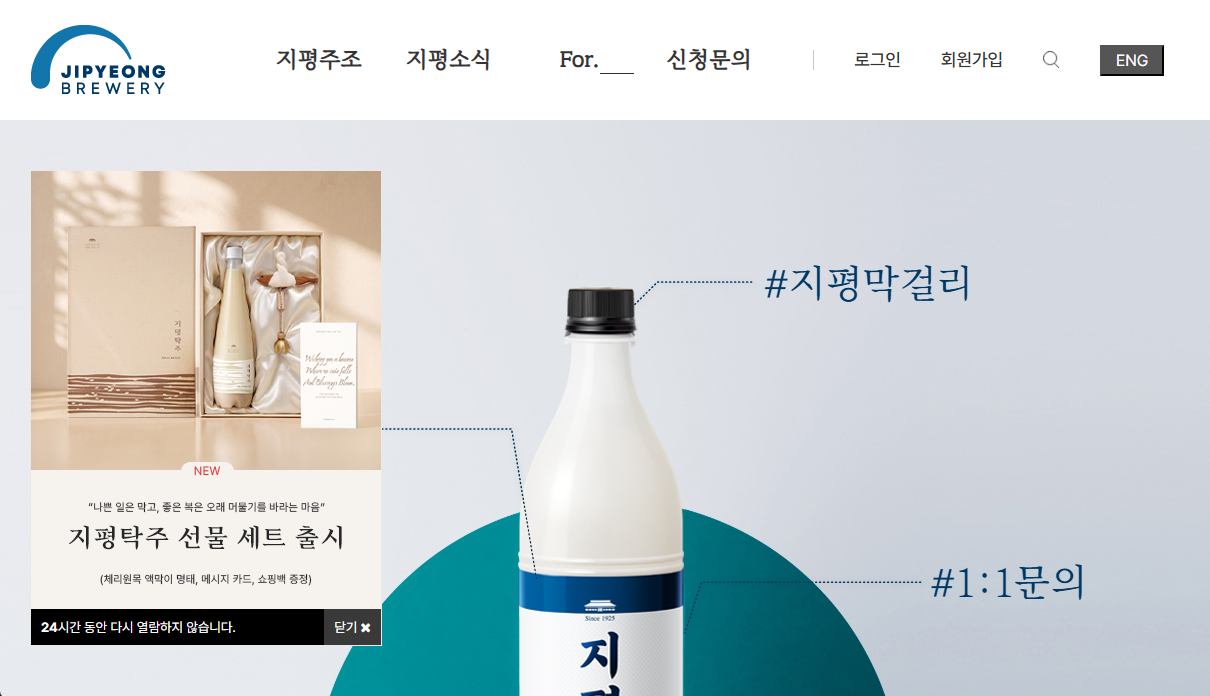 JIPYEONG
BREWERY
지평주조
지평소식
For.___
신청문의
로그인
회원가입
ENG
#지평막걸리
지평탁주
NEW
“나쁜 일은 막고, 좋은 복은 오래 머물기를 바라는 마음”
지평탁주 선물 세트 출시
(체리원목 액막이 명태, 메시지 카드, 쇼핑백 증정)
24시간 동안 다시 열람하지 않습니다.
닫기 ✖
#1:1문의
Since 1925
지